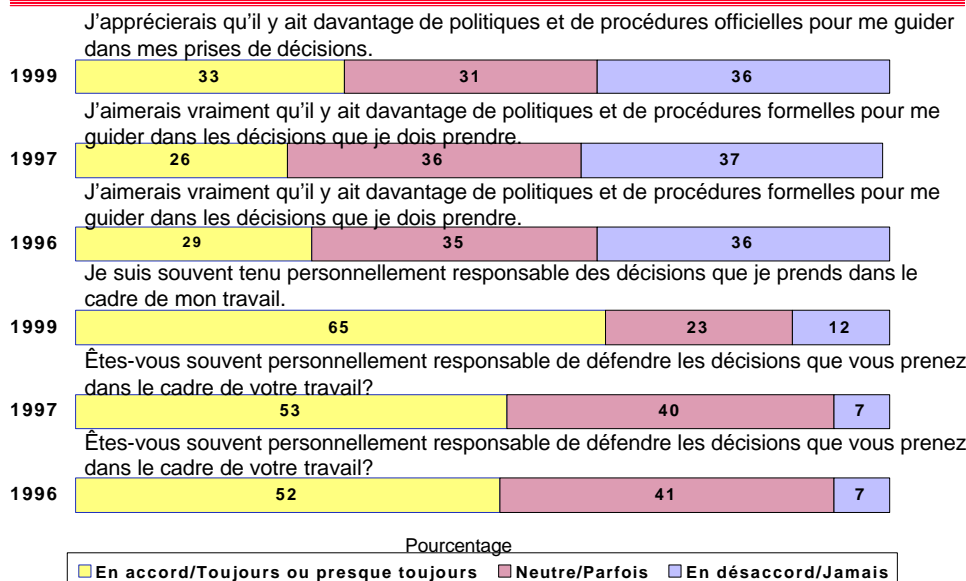 J'apprécierais qu'il y ait davantage de politiques et de procédures officielles pour me guider
dans mes prises de décisions.
1999 33 31 36
J'aimerais vraiment qu'il y ait davantage de politiques et de procédures formelles pour me
guider dans les décisions que je dois prendre.
1997 26 36 37
J'aimerais vraiment qu'il y ait davantage de politiques et de procédures formelles pour me
guider dans les décisions que je dois prendre.
1996 29 35 36
Je suis souvent tenu personnellement responsable des décisions que je prends dans le
cadre de mon travail.
1999 65 23 12
Êtes-vous souvent personnellement responsable de défendre les décisions que vous prenez
dans le cadre de votre travail?
1997 53 40 7
Êtes-vous souvent personnellement responsable de défendre les décisions que vous prenez
dans le cadre de votre travail?
1996 52 41 7
Pourcentage
En accord/Toujours ou presque toujours Neutre/Parfois En désaccord/Jamais